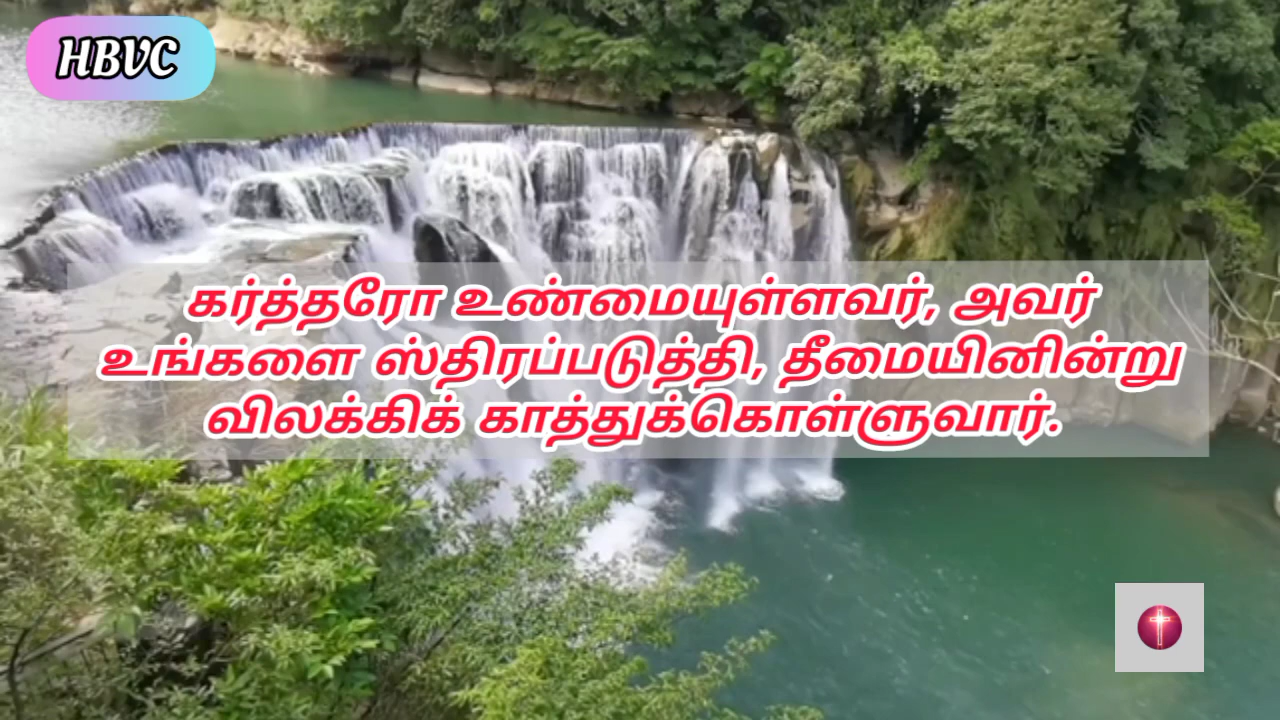 HBVC
கர்த்தரோ உண்மையுள்ளவர், அவர்
உங்களை ஸ்திரப்படுத்தி, தீமையினின்று
விலக்கிக் காத்துக்கொள்ளுவார்.